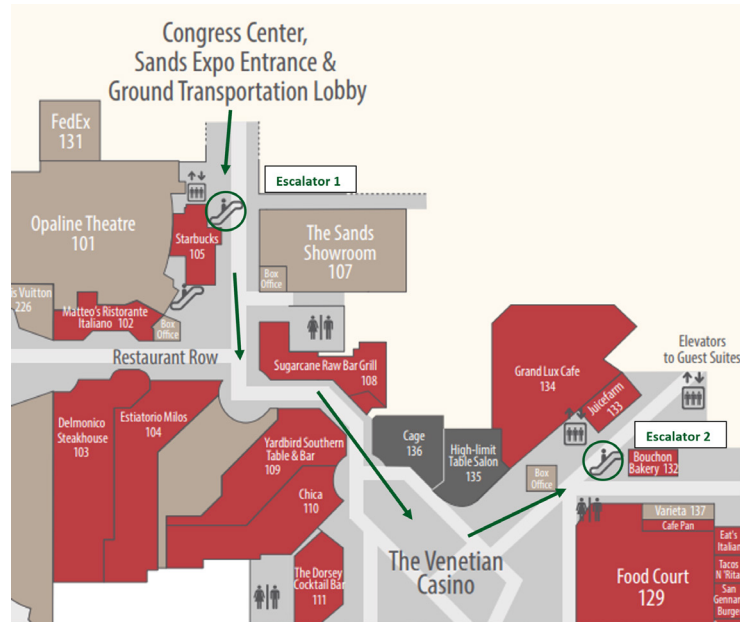 Congress Center,
Sands Expo Entrance &
Ground Transportation Lobby
FedEx
131
Escalator 1
Opaline Theatre
101
Starbucks
105
The Sands
Showroom
107
Box
Office
Vuitton
226
Matteo's Ristorante
Italiano 102
Box
Office
Restaurant Row
Sugarcane Raw Bar Grill
108
Grand Lux Cafe
134
Elevators
to Guest Suites
Juicefarm
133
Delmonico
Steakhouse
103
Estiatorio Milos
104
Yardbird Southern
Table & Bar
109
Cage
136
High-limit
Table Salon
135
Escalator 2
Bouchon
Bakery 132
Box
Office
Chica
110
Varieta 137
Cafe Pan
The Venetian
Casino
The Dorsey
Cocktail Bar
111
Food Court
129
Eat's
Italian
Tacos
N 'Rita
San
Gennar
Burge